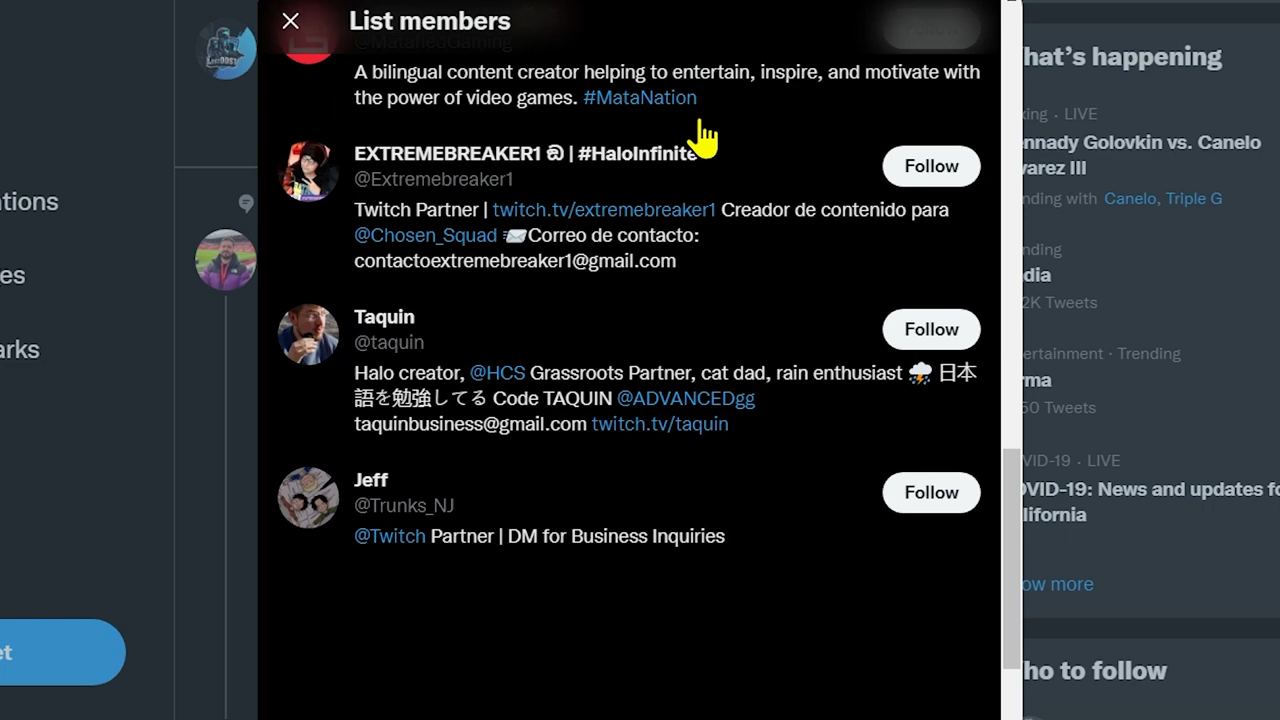 List members
Follow
@MatanesGaming
A bilingual content creator helping to entertain, inspire, and motivate with
the power of video games. #MataNation
EXTREMEBREAKER1 | #HaloInfinite
@Extremebreaker1
Follow
Twitch Partner | twitch.tv/extremebreaker1 Creador de contenido para
@Chosen_Squad 📨Correo de contacto:
contactoextremebreaker1@gmail.com
Taquin
@taquin
Follow
Halo creator, @HCS Grassroots Partner, cat dad, rain enthusiast ⛈️ 日本
語を勉強してる Code TAQUIN @ADVANCEDgg
taquinbusiness@gmail.com twitch.tv/taquin
Jeff
@Trunks_NJ
Follow
@Twitch Partner | DM for Business Inquiries
tions
es
arks
et
hat's happening
ing · LIVE
nnady Golovkin vs. Canelo
varez III
nding with Canelo, Triple G
nding
dia
2K Tweets
ertainment · Trending
rma
50 Tweets
VID-19 · LIVE
OVID-19: News and updates fo
lifornia
ow more
ho to follow